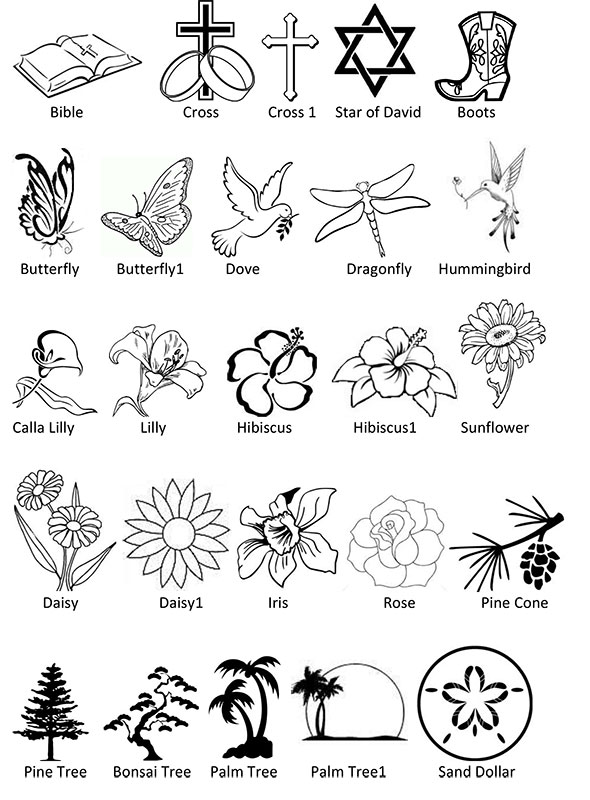 Bible Cross Cross 1 Star of David Boots
Butterfly Butterfly1 Dove Dragonfly Hummingbird
Calla Lilly Lilly Hibiscus Hibiscus1 Sunflower
Daisy Daisy1 Iris Rose Pine Cone
Pine Tree Bonsai Tree Palm Tree Palm Tree1 Sand Dollar